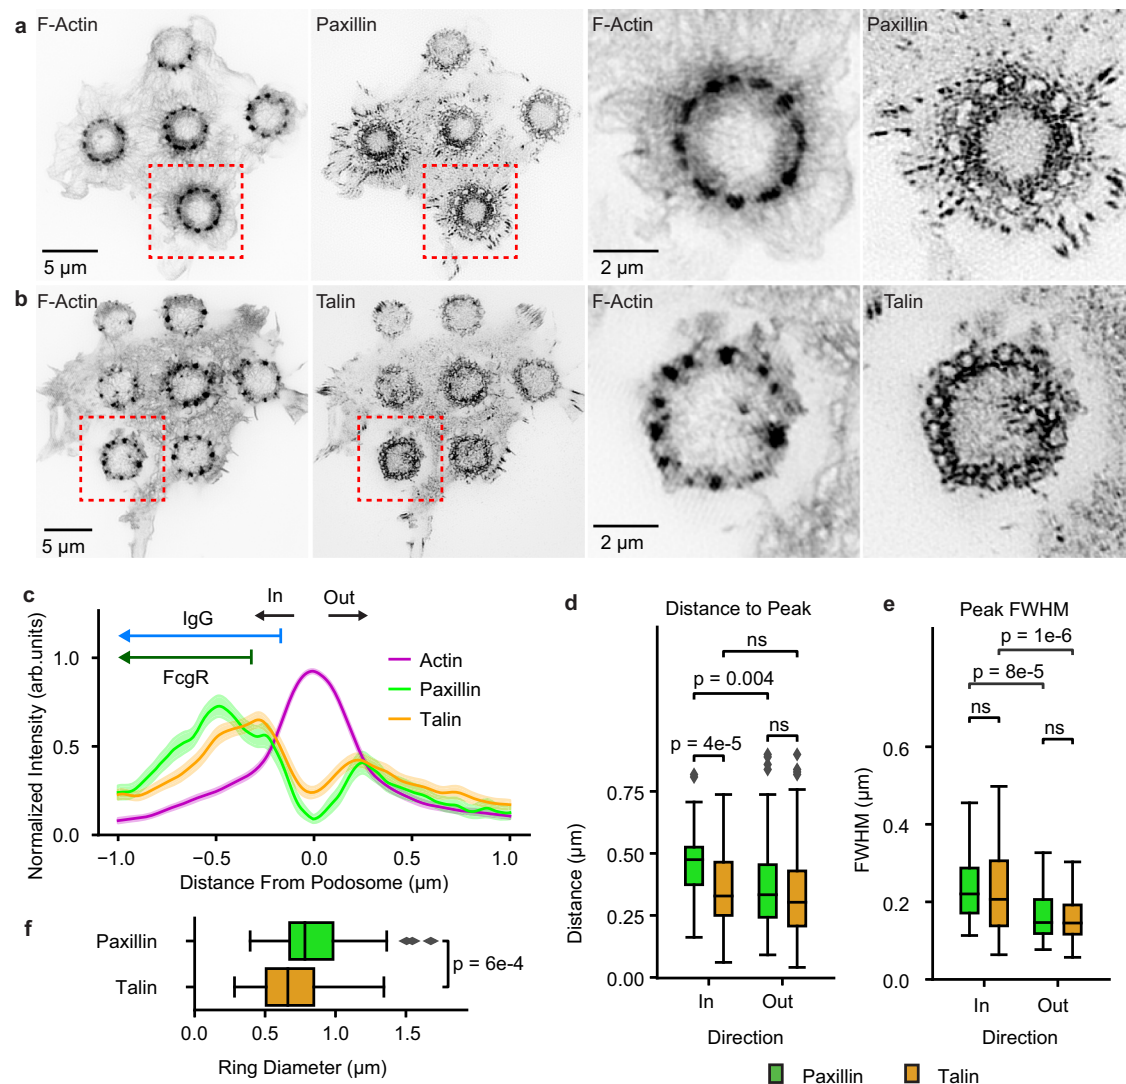 a
F-Actin
Paxillin
F-Actin
Paxillin
5 µm
2 µm
b
F-Actin
Talin
F-Actin
Talin
5 µm
2 µm
c
In
Out
IgG
FcgR
Actin
Paxillin
Talin
Normalized Intensity (arb.units)
1.0
0.5
0.0
−1.0
−0.5
0.0
0.5
1.0
Distance From Podosome (µm)
d
Distance to Peak
ns
p = 0.004
ns
p = 4e-5
Distance (µm)
0.75
0.50
0.25
0.00
In
Out
Direction
e
Peak FWHM
p = 1e-6
p = 8e-5
ns
ns
FWHM (µm)
0.6
0.4
0.2
0.0
In
Out
Direction
Paxillin
Talin
f
Paxillin
Talin
p = 6e-4
0.0
0.5
1.0
1.5
Ring Diameter (µm)